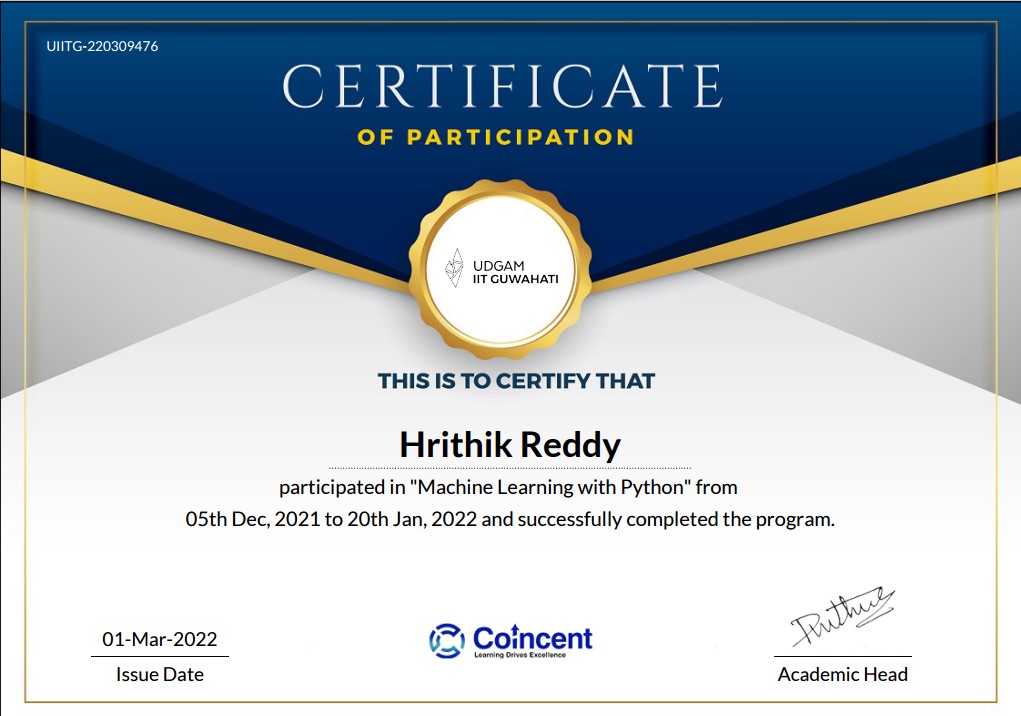 UIITG-220309476
CERTIFICATE
OF PARTICIPATION
UDGAM
IIT GUWAHATI
THIS IS TO CERTIFY THAT
Hrithik Reddy
participated in "Machine Learning with Python" from
05th Dec, 2021 to 20th Jan, 2022 and successfully completed the program.
01-Mar-2022
Issue Date
Coincent
Learning Drives Excellence
Academic Head